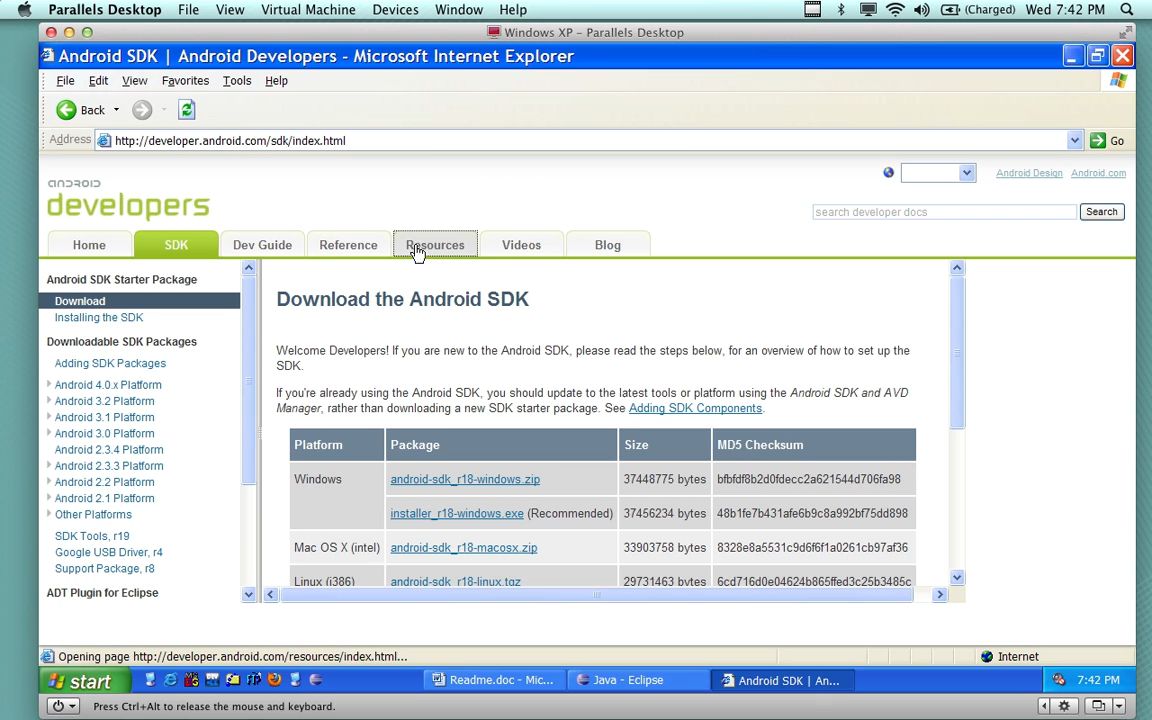 Parallels Desktop File View Virtual Machine Devices Window Help (Charged) Wed 7:42 PM
Windows XP – Parallels Desktop
Android SDK | Android Developers - Microsoft Internet Explorer
File Edit View Favorites Tools Help
Back
Address http://developer.android.com/sdk/index.html Go
Android Design Android.com
android
developers
search developer docs Search
Home SDK Dev Guide Reference Resources Videos Blog
Android SDK Starter Package
Download
Installing the SDK
Downloadable SDK Packages
Adding SDK Packages
Android 4.0.x Platform
Android 3.2 Platform
Android 3.1 Platform
Android 3.0 Platform
Android 2.3.4 Platform
Android 2.3.3 Platform
Android 2.2 Platform
Android 2.1 Platform
Other Platforms
SDK Tools, r19
Google USB Driver, r4
Support Package, r8
ADT Plugin for Eclipse
Download the Android SDK
Welcome Developers! If you are new to the Android SDK, please read the steps below, for an overview of how to set up the
SDK.
If you're already using the Android SDK, you should update to the latest tools or platform using the Android SDK and AVD
Manager, rather than downloading a new SDK starter package. See Adding SDK Components.
Platform Package Size MD5 Checksum
Windows android-sdk_r18-windows.zip 37448775 bytes bfbfdf8b2d0fdecc2a621544d706fa98
installer_r18-windows.exe (Recommended) 37456234 bytes 48b1fe7b431afe6b9c8a992bf75dd898
Mac OS X (intel) android-sdk_r18-macosx.zip 33903758 bytes 8328e8a5531c9d6f6f1a0261cb97af36
Linux (i386) android-sdk_r18-linux.tgz 29731463 bytes 6cd716d0e04624b865ffed3c25b3485c
Opening page http://developer.android.com/resources/index.html... Internet
start Readme.doc - Mic... Java - Eclipse Android SDK | An... 7:42 PM
Press Ctrl+Alt to release the mouse and keyboard.